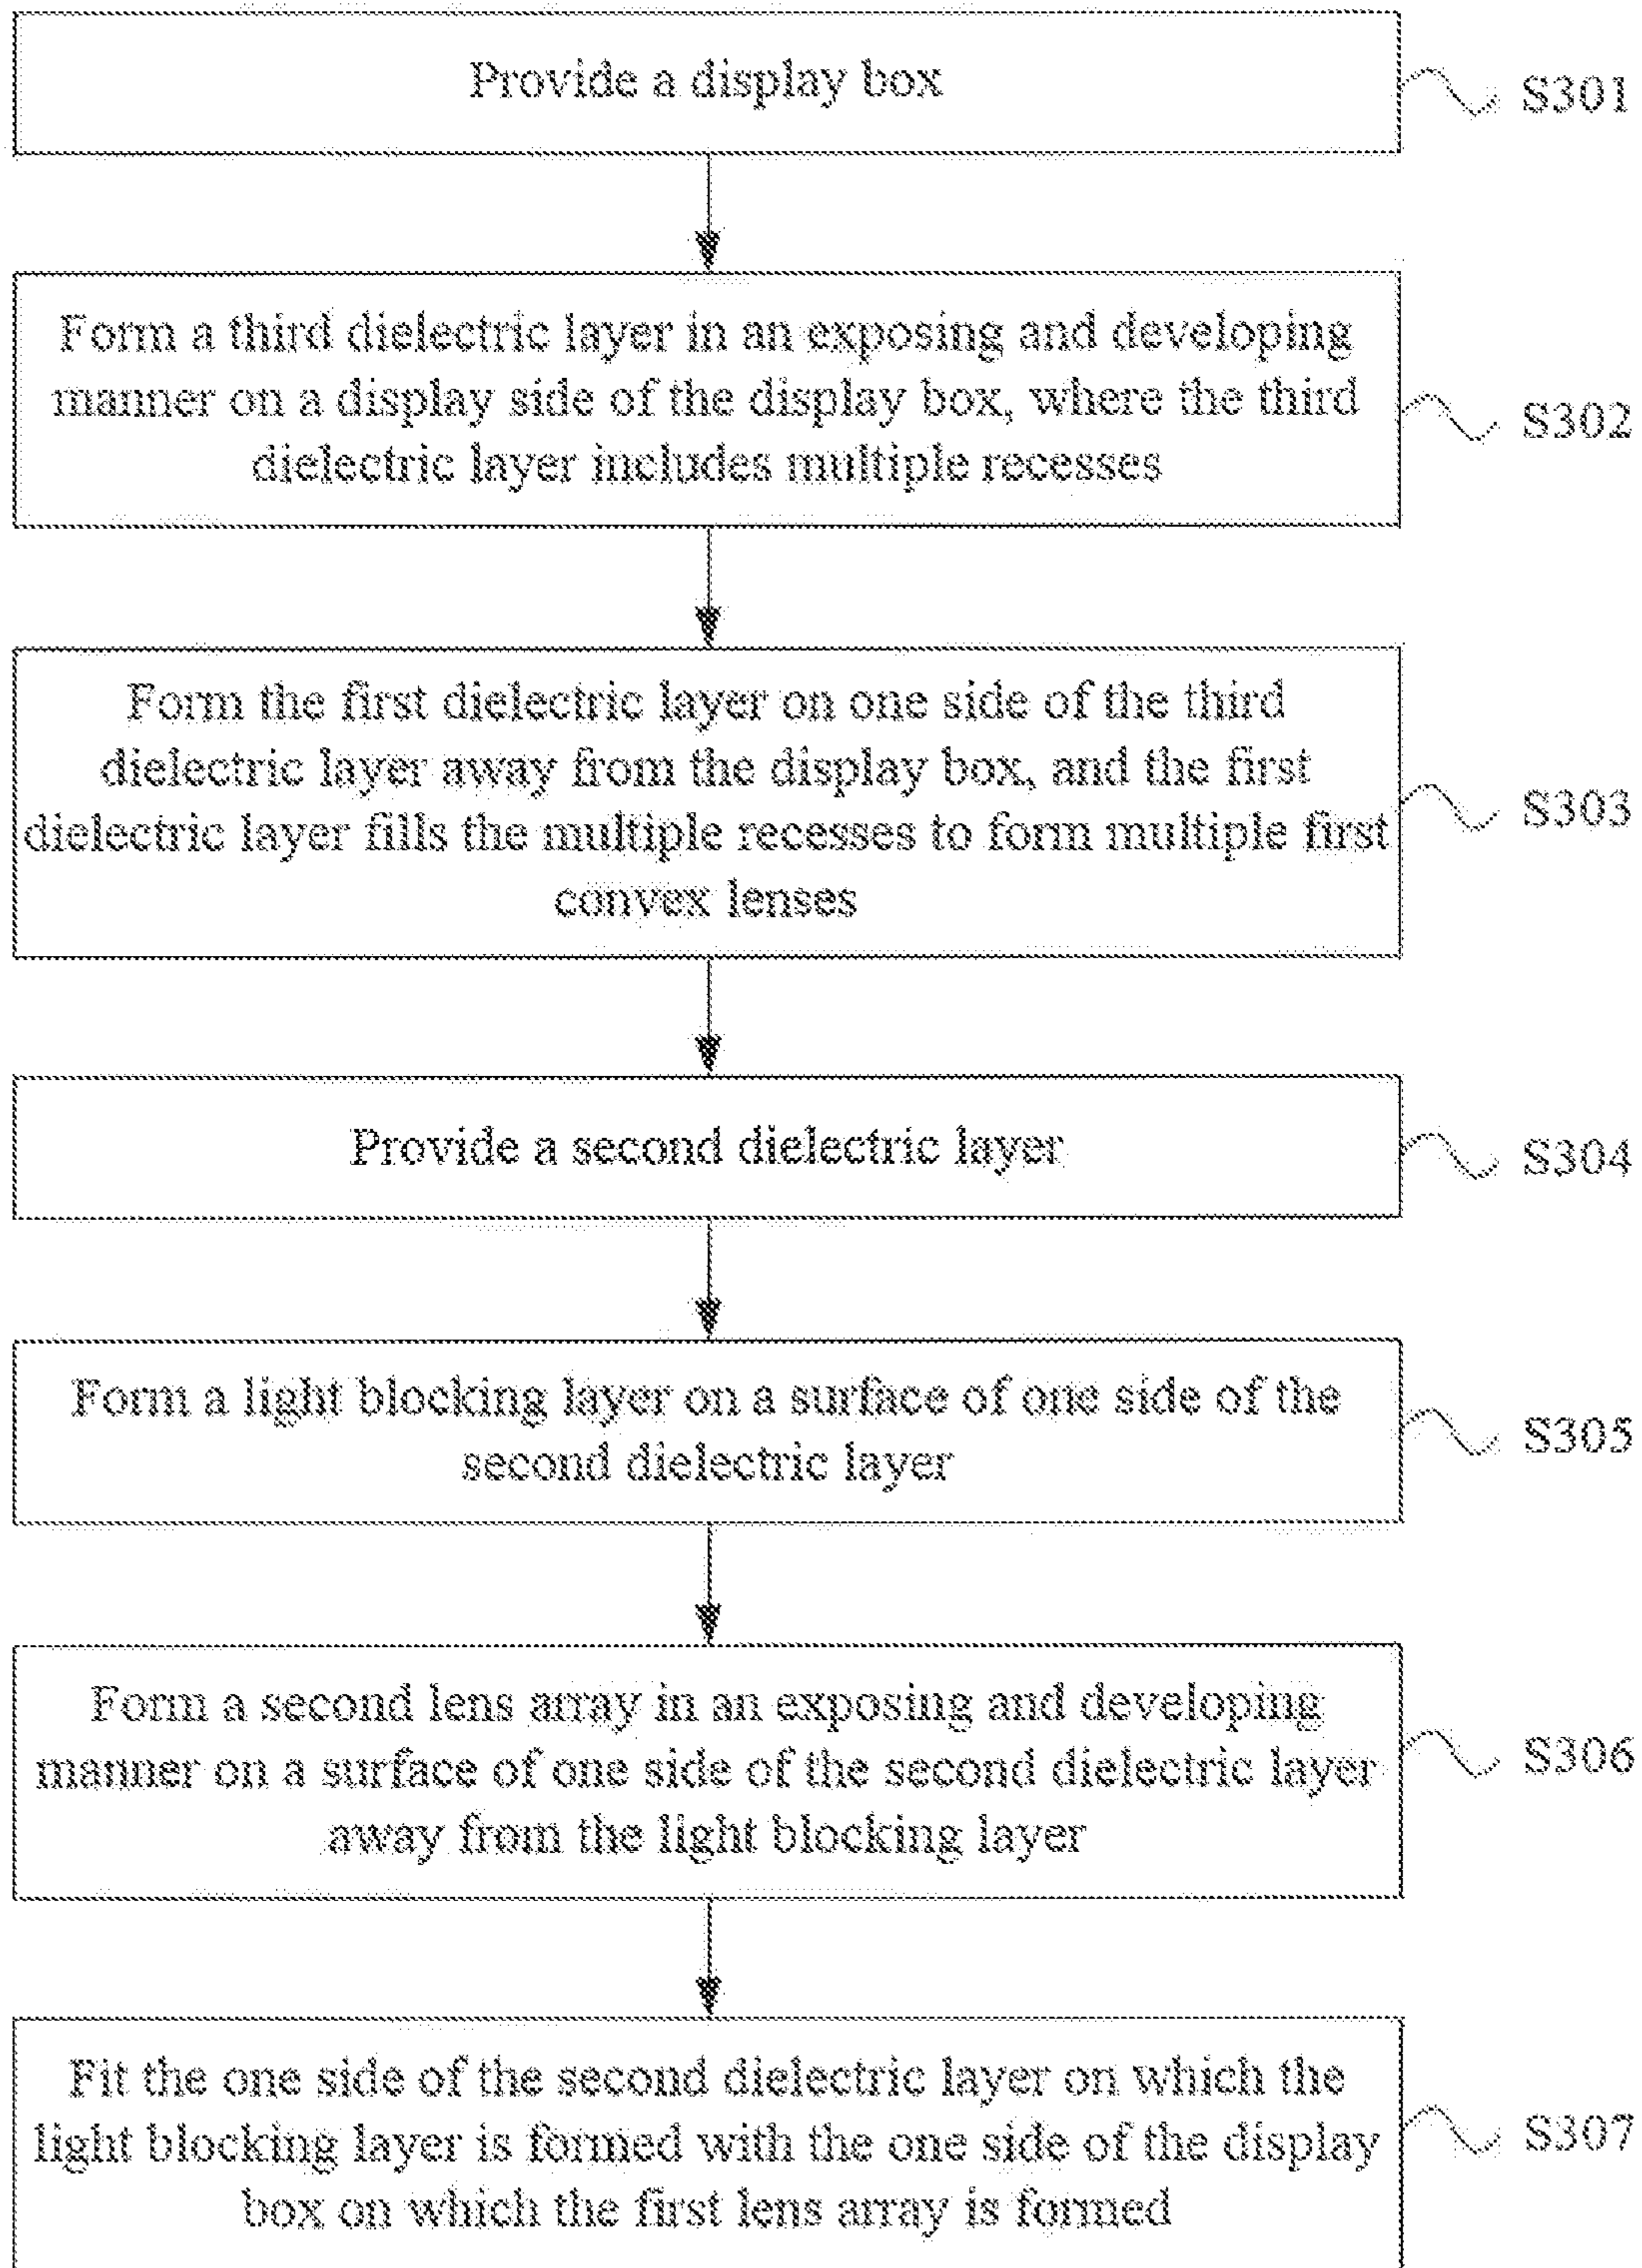 Provide a display box
S301
Form a third dielectric layer in an exposing and developing
manner on a display side of the display box, where the third
dielectric layer includes multiple recesses
S302
Form the first dielectric layer on one side of the third
dielectric layer away from the display box, and the first
dielectric layer fills the multiple recesses to form multiple first
convex lenses
S303
Provide a second dielectric layer
S304
Form a light blocking layer on a surface of one side of the
second dielectric layer
S305
Form a second lens array in an exposing and developing
manner on a surface of one side of the second dielectric layer
away from the light blocking layer
S306
Fit the one side of the second dielectric layer on which the
light blocking layer is formed with the one side of the display
box on which the first lens array is formed
S307